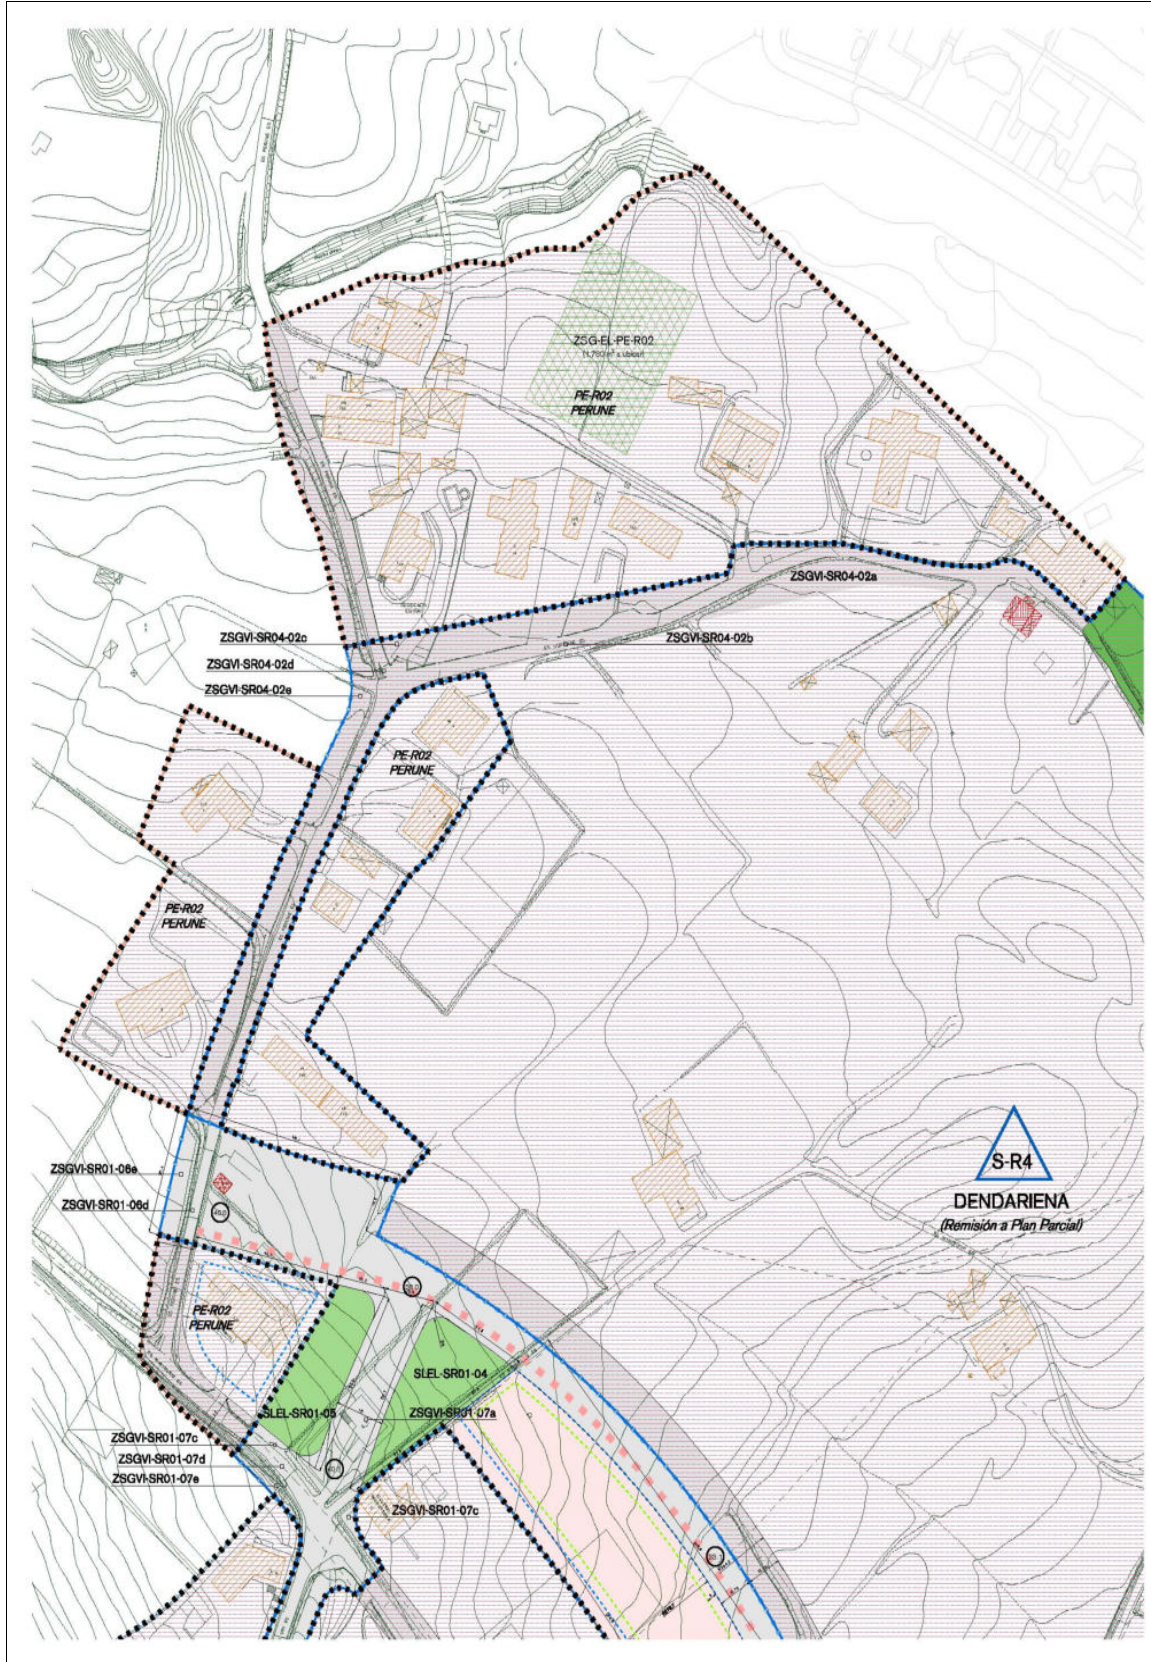 ZSG-EL-PE-R02
PE-R02
PERUNE
ZSGVI-SR04-02a
ZSGVI-SR04-02c
ZSGVI-SR04-02b
ZSGVI-SR04-02d
ZSGVI-SR04-02e
PE-R02
PERUNE
PE-R02
PERUNE
S-R4
DENDARIENA
(Remisión a Plan Parcial)
ZSGVI-SR01-06e
ZSGVI-SR01-06d
PE-R02
PERUNE
SLEL-SR01-04
SLEL-SR01-05
ZSGVI-SR01-07a
ZSGVI-SR01-07c
ZSGVI-SR01-07d
ZSGVI-SR01-07e
ZSGVI-SR01-07c